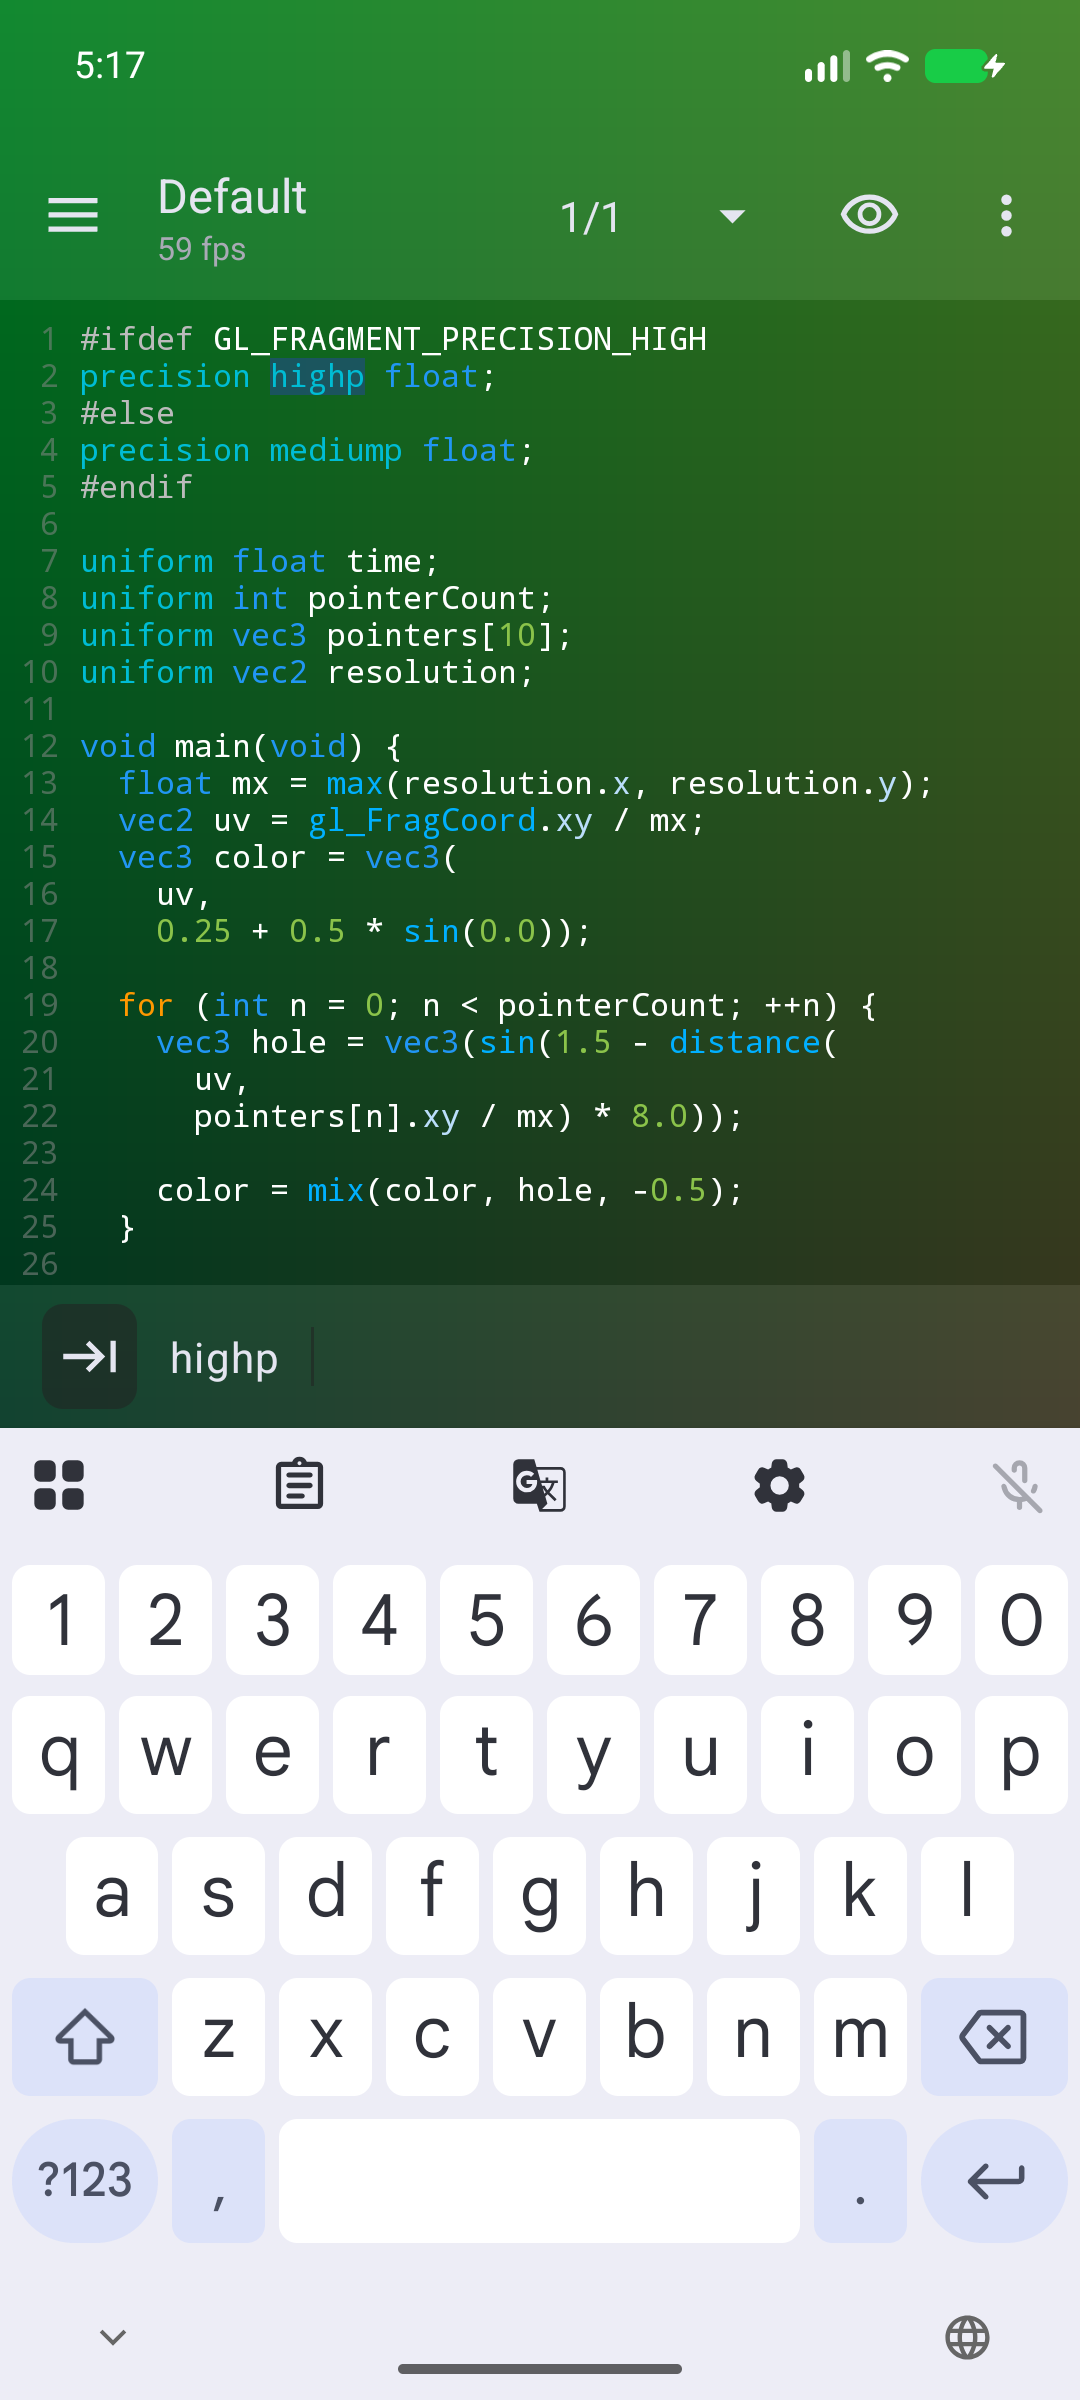 5:17
Default
59 fps
1/1
1 #ifdef GL_FRAGMENT_PRECISION_HIGH
2 precision highp float;
3 #else
4 precision mediump float;
5 #endif
6
7 uniform float time;
8 uniform int pointerCount;
9 uniform vec3 pointers[10];
10 uniform vec2 resolution;
11
12 void main(void) {
13   float mx = max(resolution.x, resolution.y);
14   vec2 uv = gl_FragCoord.xy / mx;
15   vec3 color = vec3(
16     uv,
17     0.25 + 0.5 * sin(0.0));
18
19   for (int n = 0; n < pointerCount; ++n) {
20     vec3 hole = vec3(sin(1.5 - distance(
21       uv,
22       pointers[n].xy / mx) * 8.0));
23
24     color = mix(color, hole, -0.5);
25   }
26
highp
G 文
1 2 3 4 5 6 7 8 9 0
q w e r t y u i o p
a s d f g h j k l
z x c v b n m
?123 , .